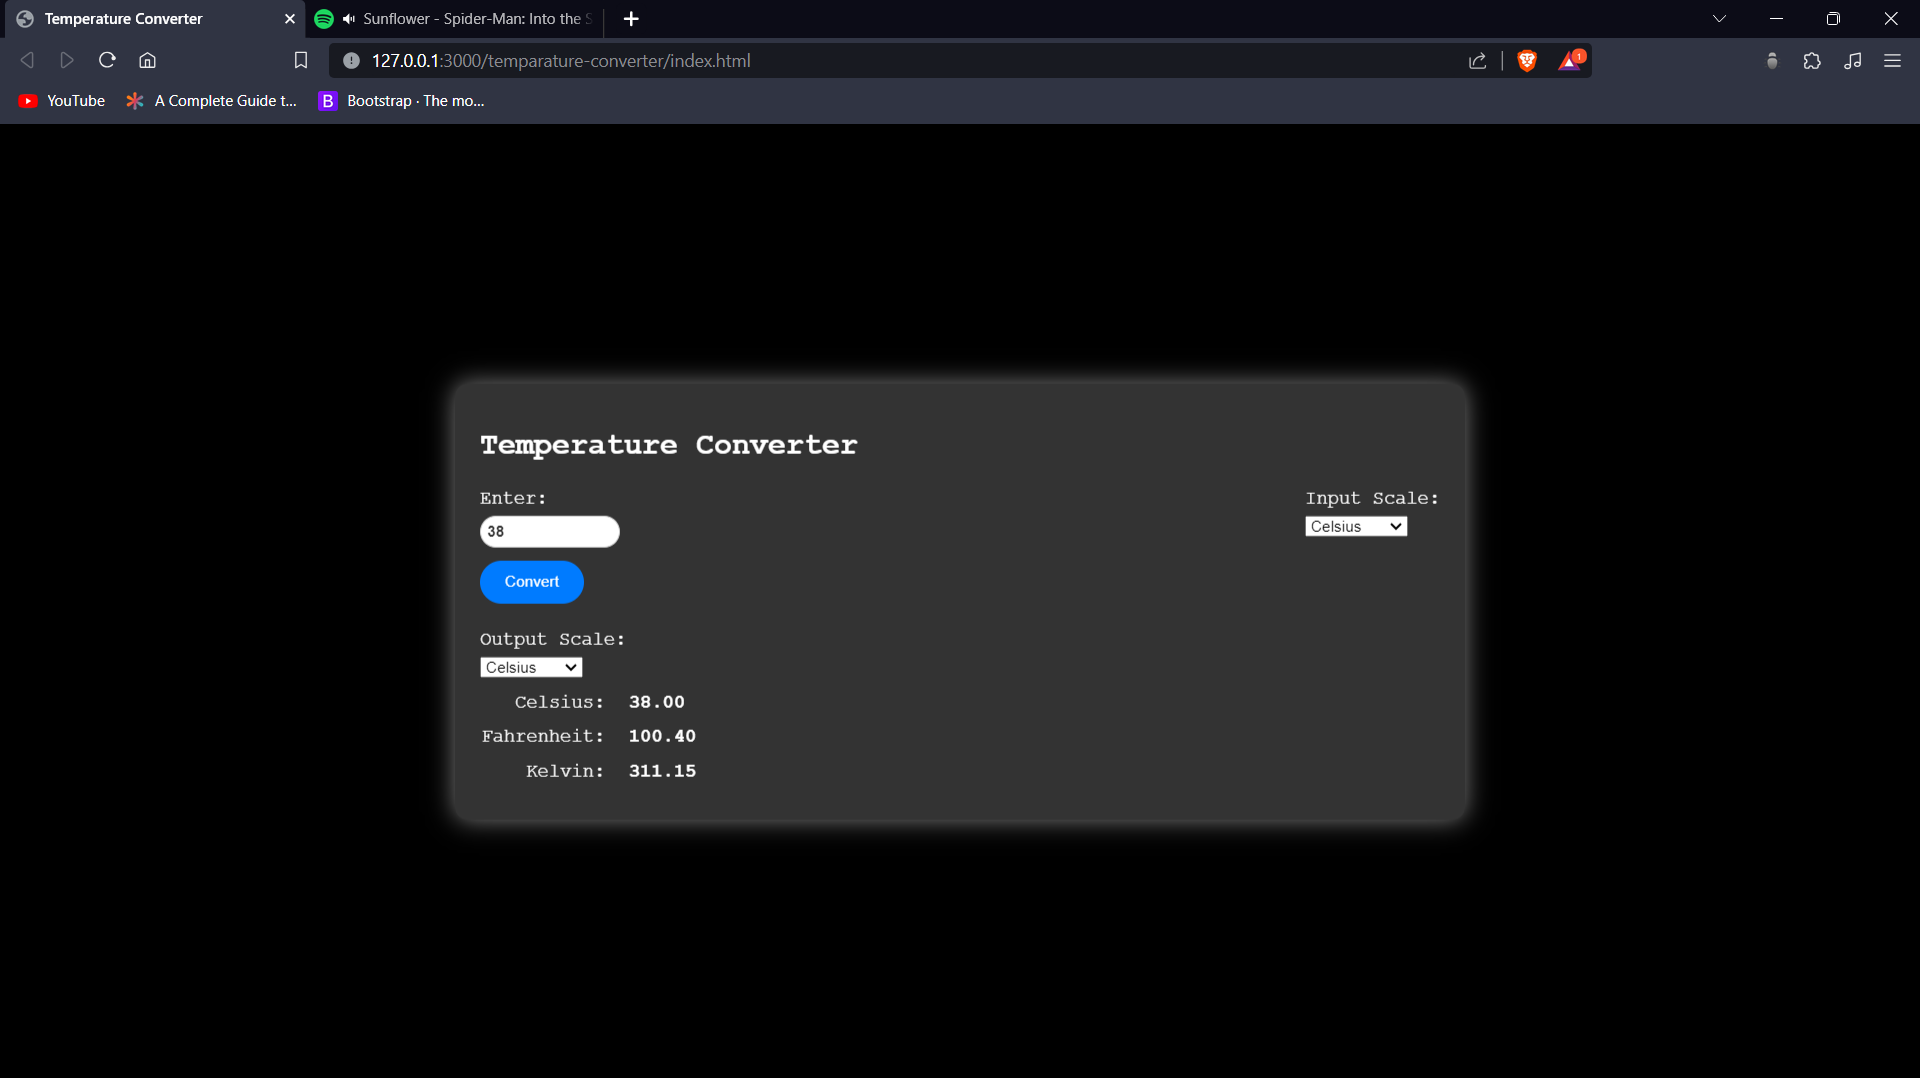 Temperature Converter
Sunflower - Spider-Man: Into the
127.0.0.1:3000/temparature-converter/index.html
1
YouTube
A Complete Guide t...
B Bootstrap · The mo...
Temperature Converter
Enter:
Input Scale:
38
Celsius
Convert
Output Scale:
Celsius
Celsius: 38.00
Fahrenheit: 100.40
Kelvin: 311.15